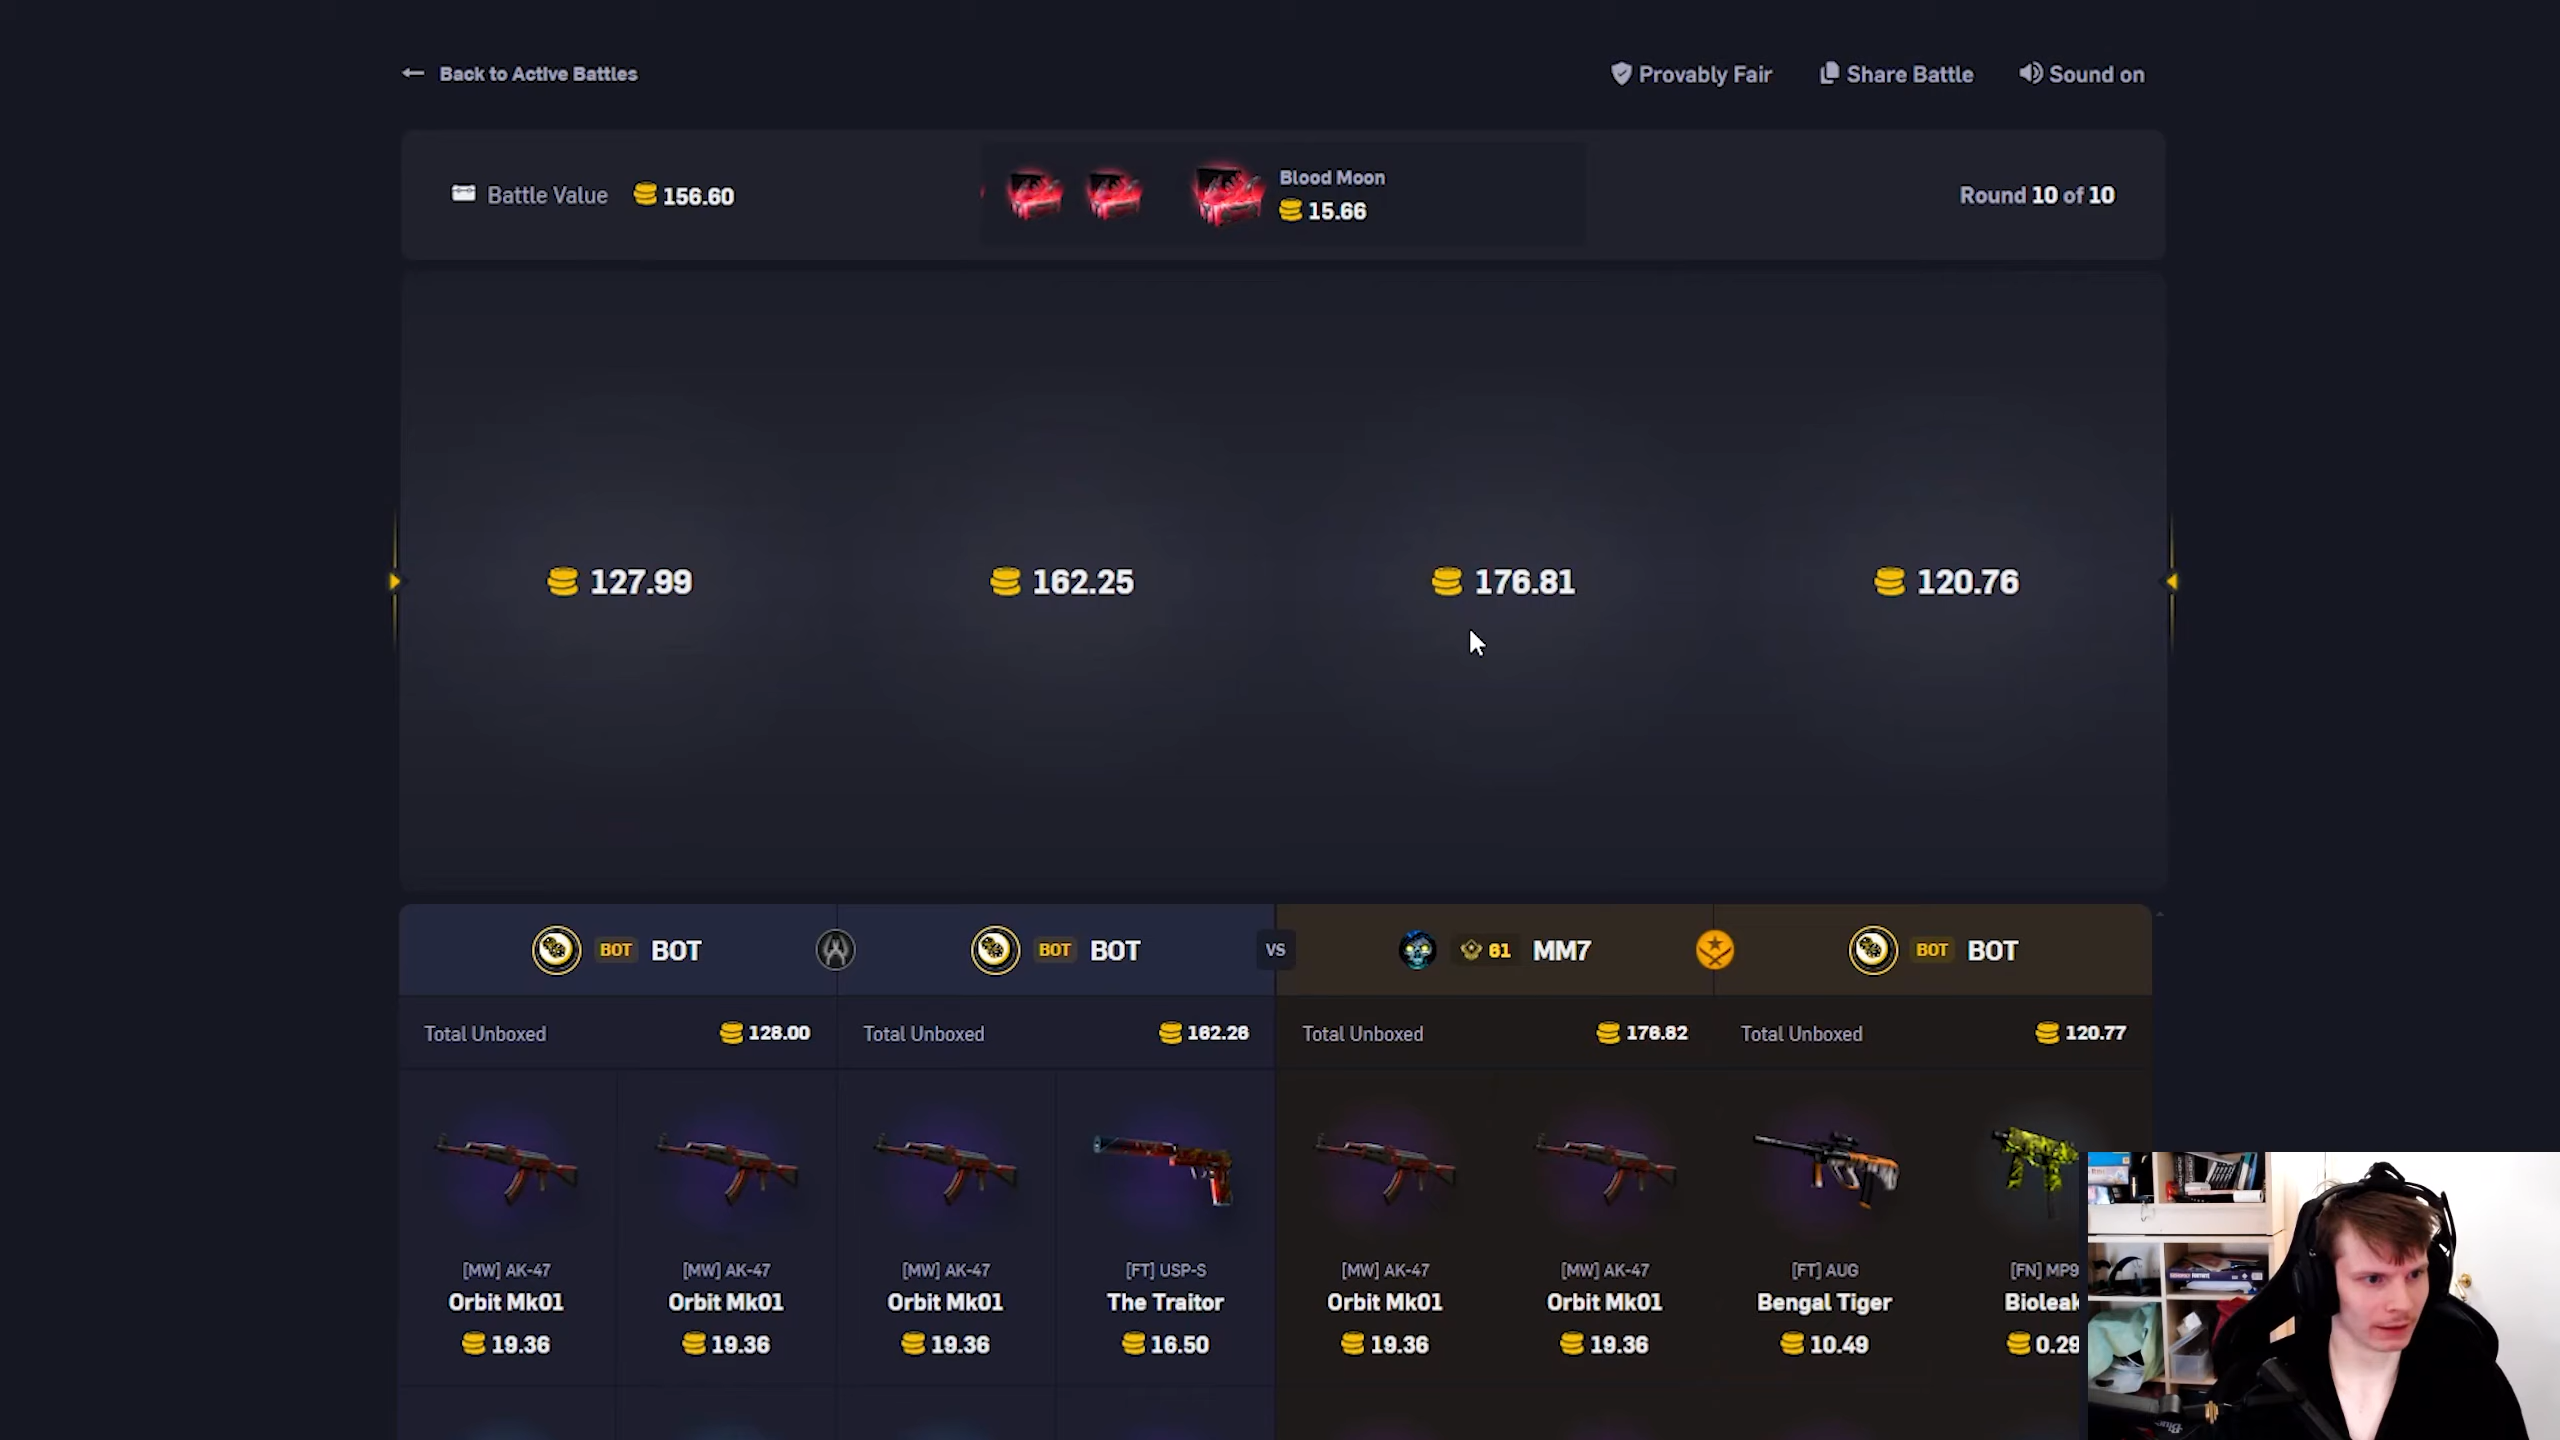 Back to Active Battles
Provably Fair
Share Battle
Sound on
Battle Value 156.60
Blood Moon
15.66
Round 10 of 10
127.99
162.25
176.81
120.76
BOT BOT
BOT BOT
VS
61 MM7
BOT BOT
Total Unboxed 128.00
Total Unboxed 162.26
Total Unboxed 176.82
Total Unboxed 120.77
[MW] AK-47
Orbit Mk01
19.36
[MW] AK-47
Orbit Mk01
19.36
[MW] AK-47
Orbit Mk01
19.36
[FT] USP-S
The Traitor
16.50
[MW] AK-47
Orbit Mk01
19.36
[MW] AK-47
Orbit Mk01
19.36
[FT] AUG
Bengal Tiger
10.49
[FN] MP9
Bioleak
0.29